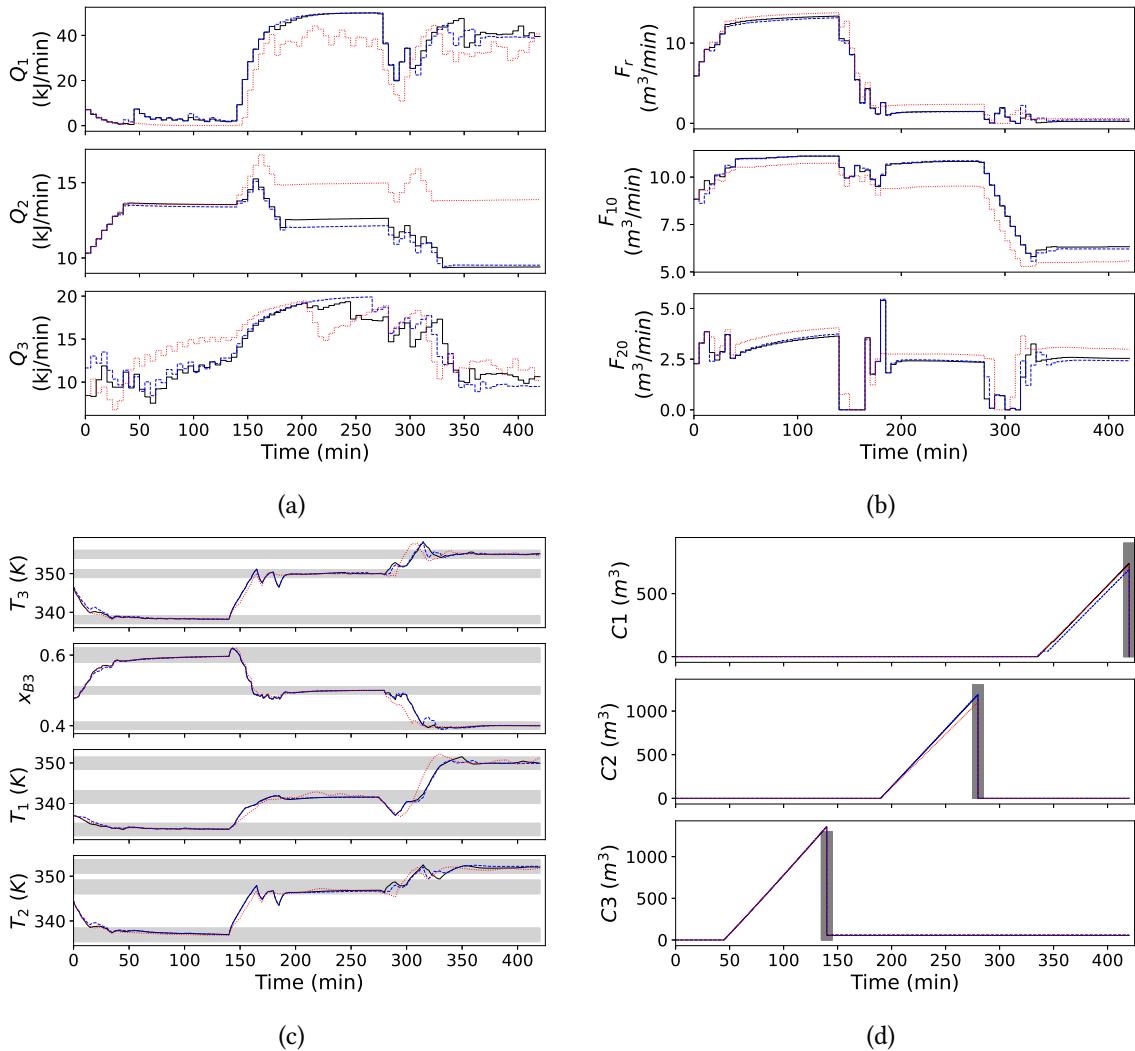 40
20
0
Q1
(kJ/min)
15
10
Q2
(kJ/min)
20
15
10
Q3
(kJ/min)
0 50 100 150 200 250 300 350 400
Time (min)
(a)
10
0
Fr
(m³/min)
10.0
7.5
5.0
F10
(m³/min)
5.0
2.5
0.0
F20
(m³/min)
0 100 200 300 400
Time (min)
(b)
350
340
T3 (K)
0.6
0.4
xB3
350
340
T1 (K)
350
340
T2 (K)
0 50 100 150 200 250 300 350 400
Time (min)
(c)
500
0
C1 (m³)
1000
500
0
C2 (m³)
1000
500
0
C3 (m³)
0 50 100 150 200 250 300 350 400
Time (min)
(d)